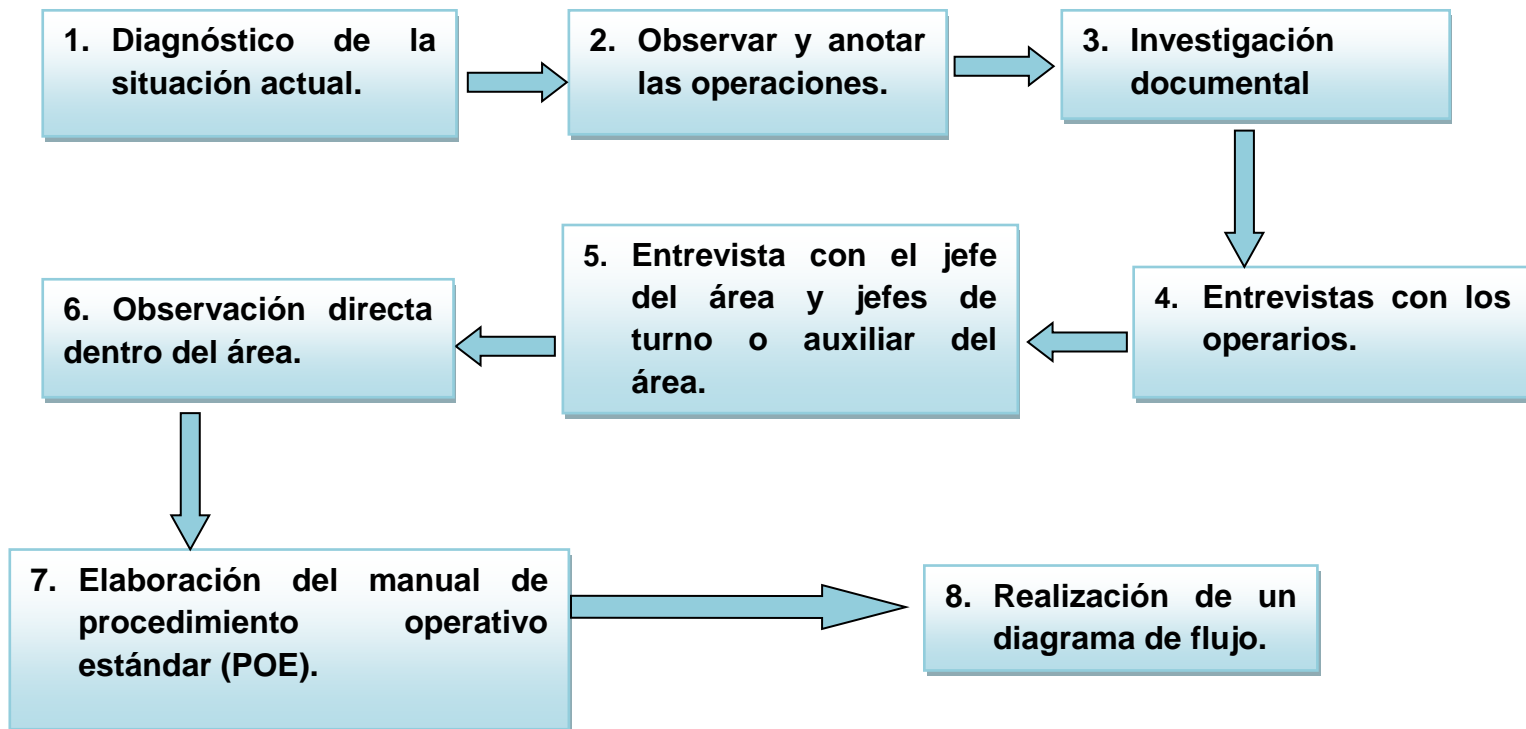 1. Diagnóstico de la
situación actual.
2. Observar y anotar
las operaciones.
3. Investigación
documental
4. Entrevistas con los
operarios.
5. Entrevista con el jefe
del área y jefes de
turno o auxiliar del
área.
6. Observación directa
dentro del área.
7. Elaboración del manual de
procedimiento operativo
estándar (POE).
8. Realización de un
diagrama de flujo.